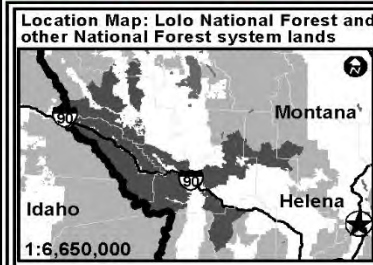 Location Map: Lolo National Forest and
other National Forest system lands
N
Montana
90
90
Idaho
Helena
1:6,650,000